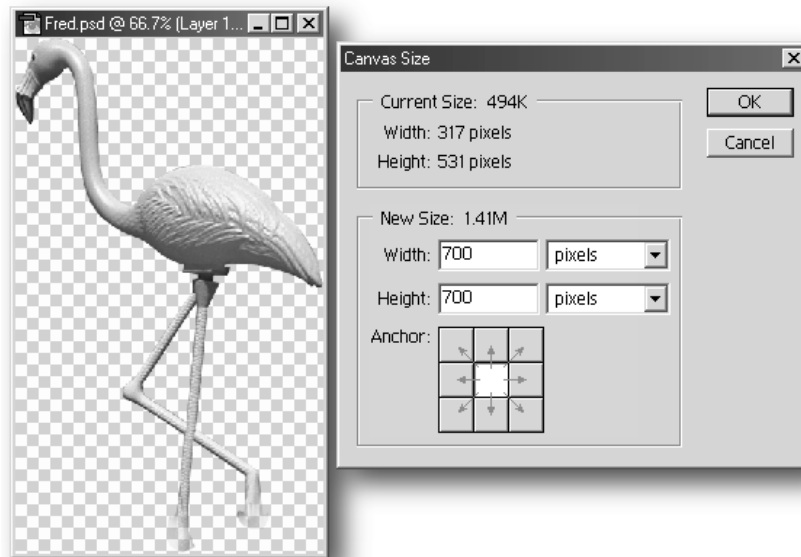 Fred.psd @ 66.7% (Layer 1...
Canvas Size
Current Size: 494K
Width: 317 pixels
Height: 531 pixels
OK
Cancel
New Size: 1.41M
Width: 700 pixels
Height: 700 pixels
Anchor: